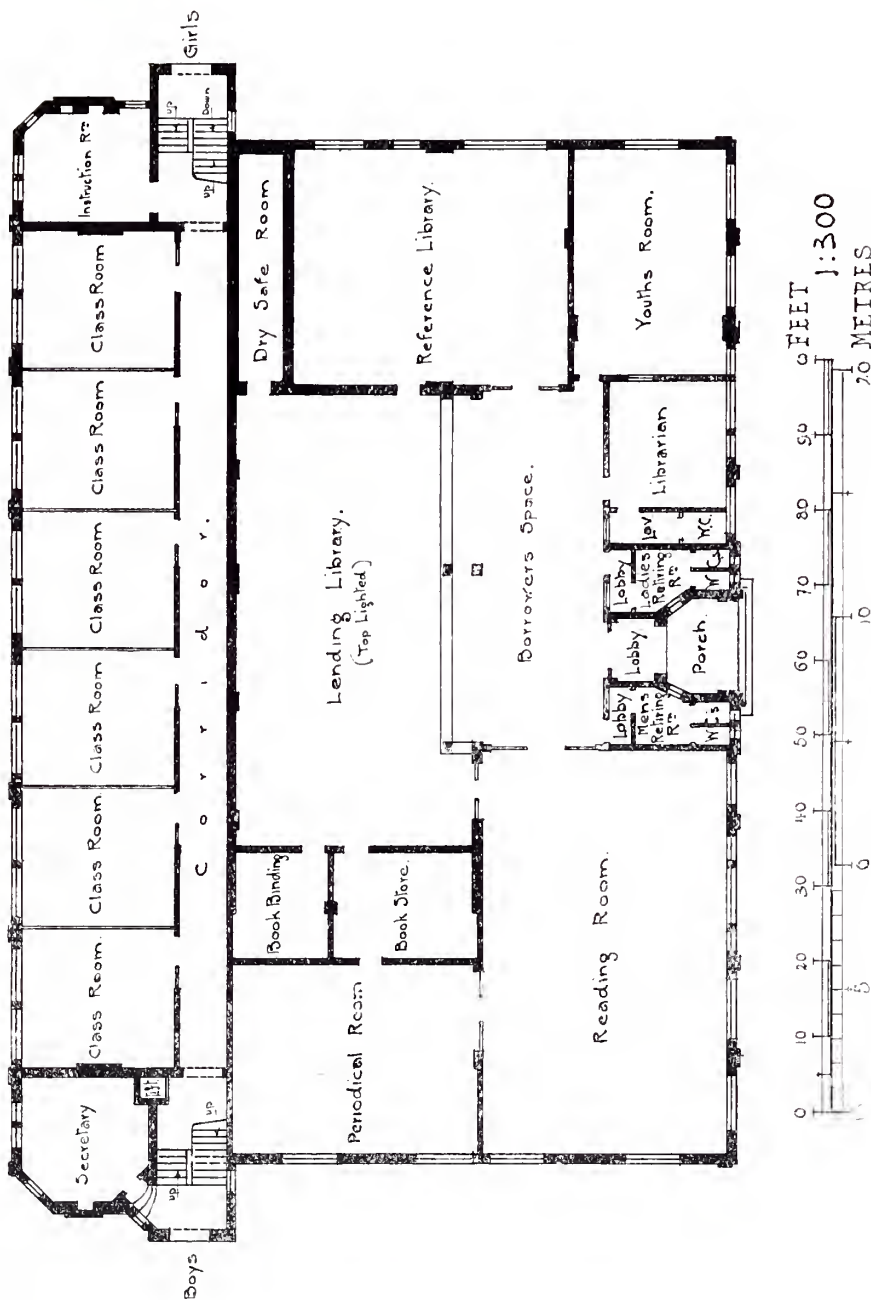 Boys
Girls
Secretary
Lift
Class Room.
Class Room
Class Room
Class Room
Class Room
Class Room
Instruction Rm
up
up
up
Down
up
Corridor.
Periodical Room
Book Binding
Book Store.
Lending Library.
(Top Lighted)
Dry Safe Room
Reference Library.
Borrowers Space.
Reading Room.
Lobby
Mens
Retiring
Rm
W.C's
Lobby
Porch.
Lobby
Ladies
Retiring
Rm
W.C's
Lav
W.C.
Librarian
Youths Room.
0 10 20 30 40 50 60 70 80 90 0 FEET
1:300
5 0 10 20 METRES